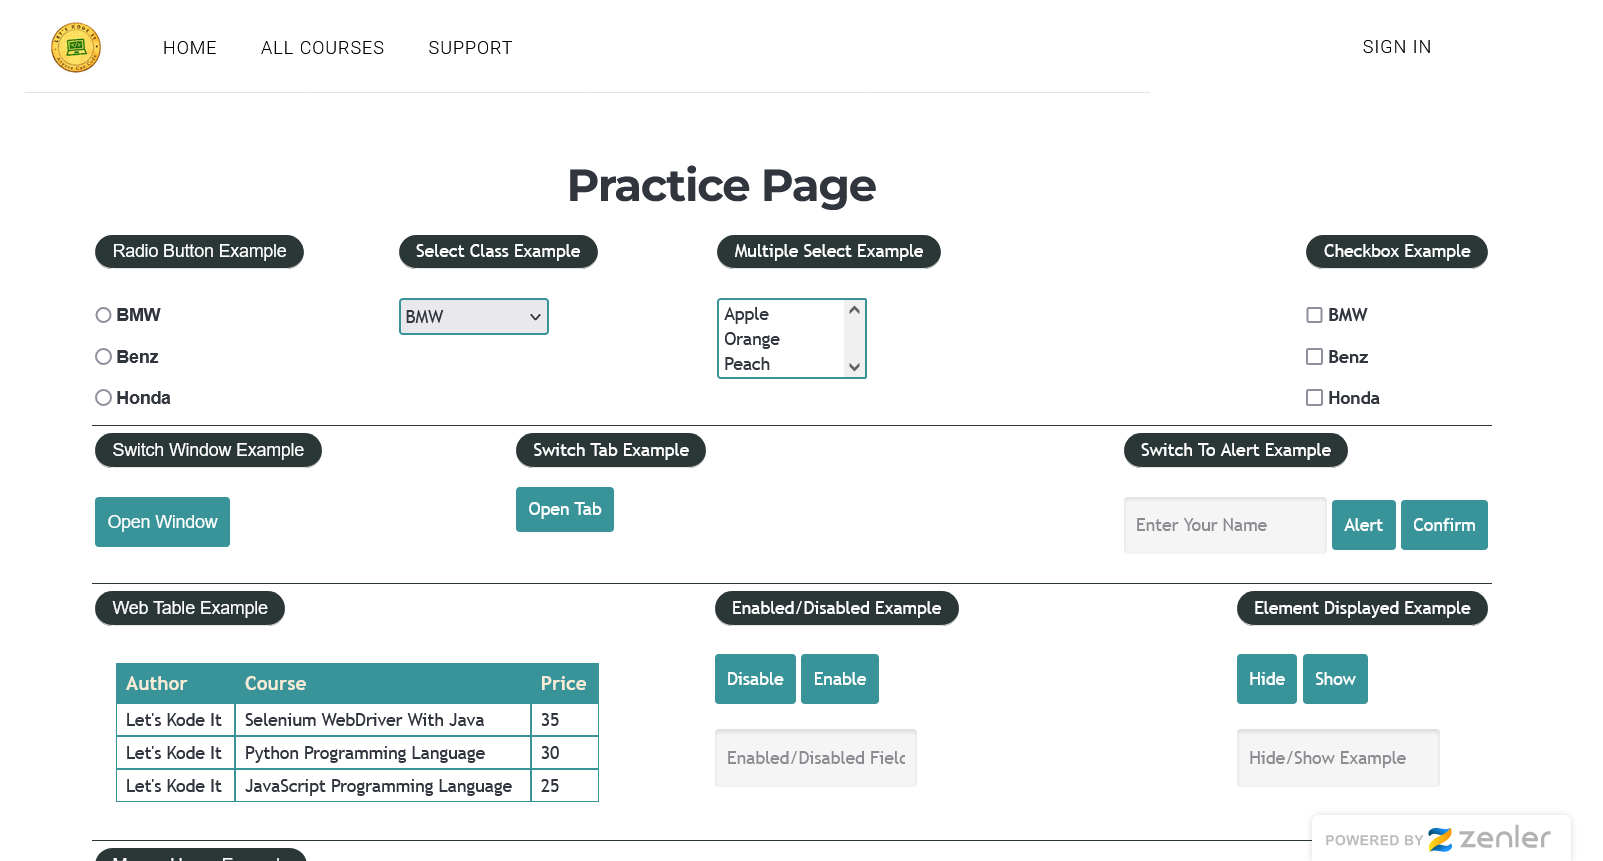 HOME
ALL COURSES
SUPPORT
SIGN IN
Practice Page
Radio Button Example
BMW
Benz
Honda
Select Class Example
BMW
Multiple Select Example
Apple
Orange
Peach
Checkbox Example
BMW
Benz
Honda
Switch Window Example
Open Window
Switch Tab Example
Open Tab
Switch To Alert Example
Enter Your Name
Alert
Confirm
Web Table Example
Author Course Price
Let's Kode It Selenium WebDriver With Java 35
Let's Kode It Python Programming Language 30
Let's Kode It JavaScript Programming Language 25
Enabled/Disabled Example
Disable
Enable
Enabled/Disabled Field
Element Displayed Example
Hide
Show
Hide/Show Example
POWERED BY zenler